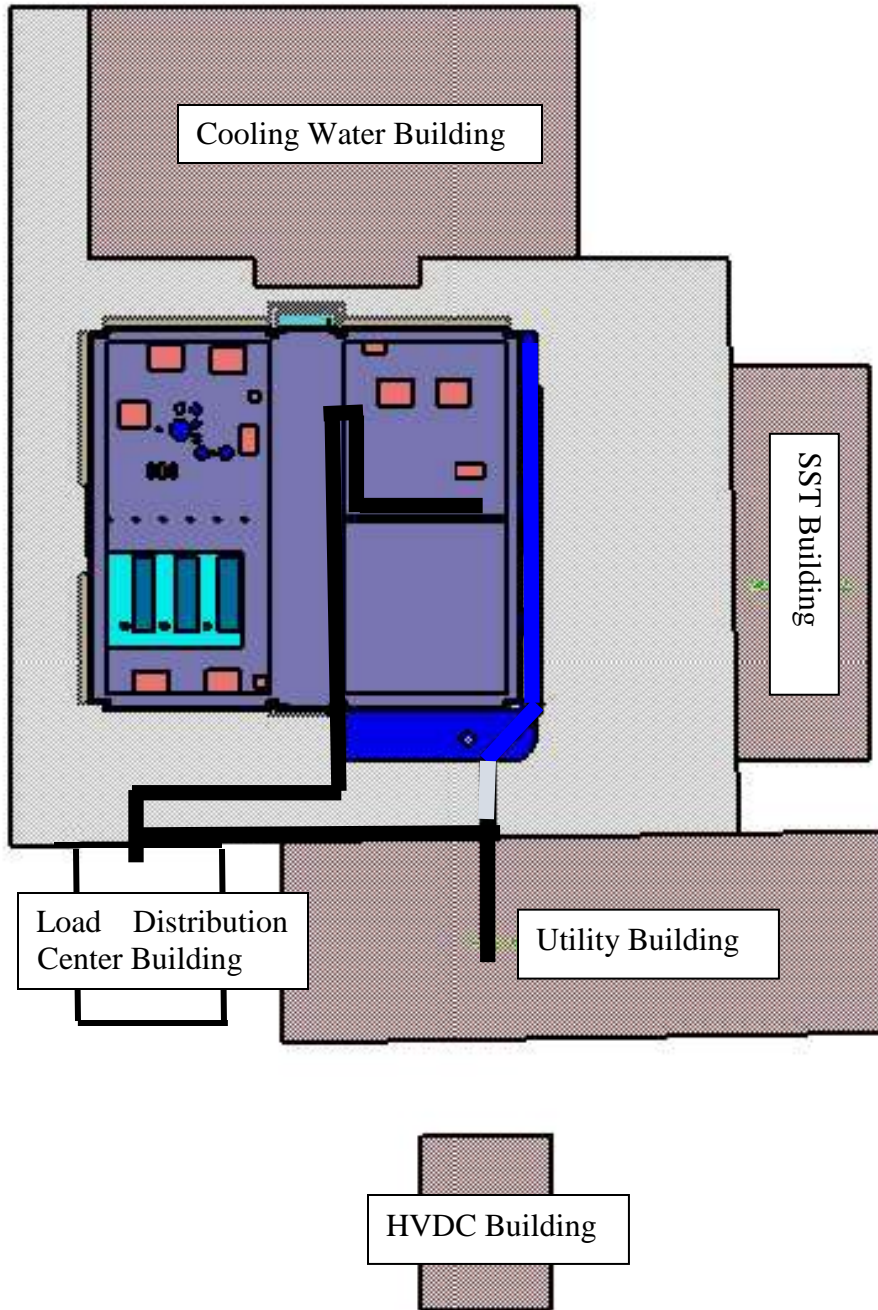 Cooling Water Building
SST Building
Load Distribution
Center Building
Utility Building
HVDC Building